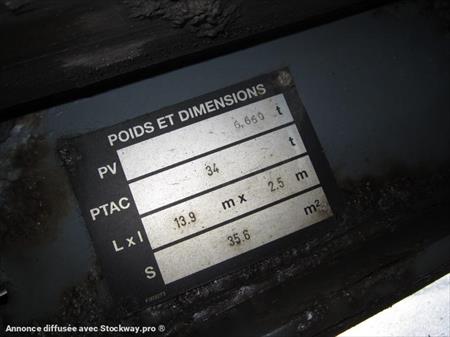 POIDS ET DIMENSIONS
PV 6,660 t
PTAC 34 t
L x l 13.9 m x 2.5 m
S 35.6 m²
Annonce diffusée avec Stockway.pro ®